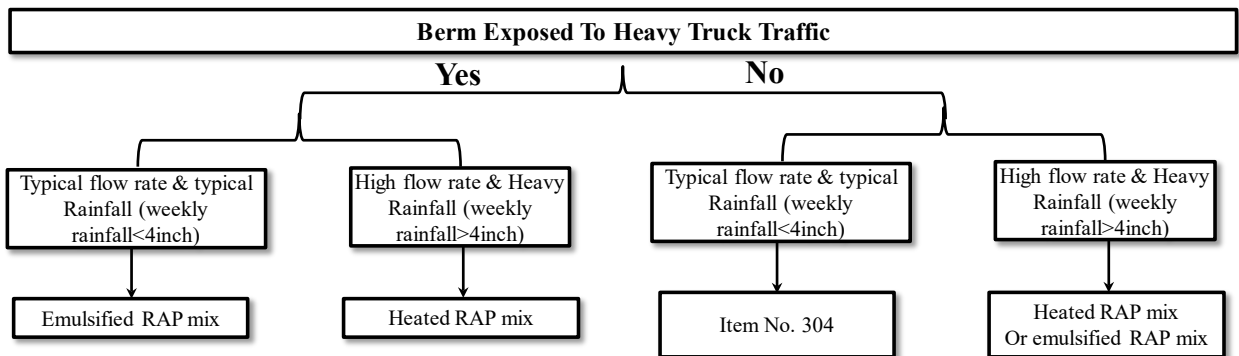 Berm Exposed To Heavy Truck Traffic
Yes
No
Typical flow rate & typical
Rainfall (weekly
rainfall<4inch)
High flow rate & Heavy
Rainfall (weekly
rainfall>4inch)
Typical flow rate & typical
Rainfall (weekly
rainfall<4inch)
High flow rate & Heavy
Rainfall (weekly
rainfall>4inch)
Emulsified RAP mix
Heated RAP mix
Item No. 304
Heated RAP mix
Or emulsified RAP mix